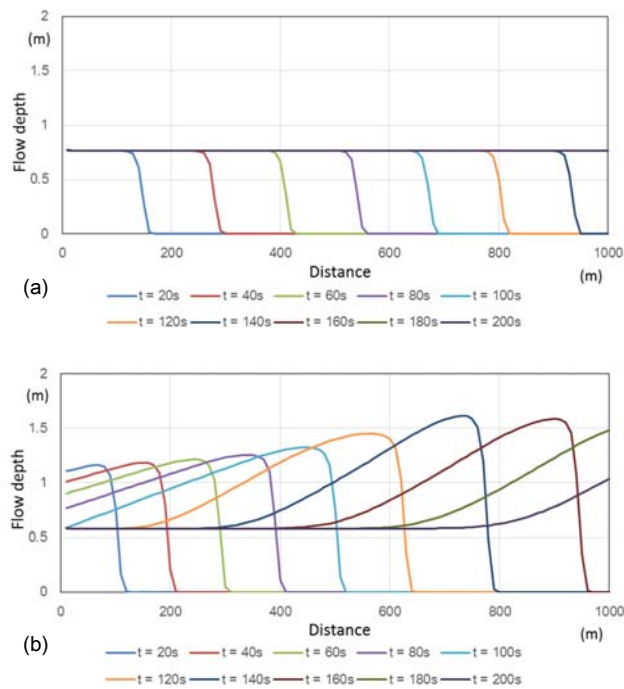 2
(m)
1.5
Flow depth
1
0.5
0
0 200 400 600 800 1000
Distance (m)
(a)
t = 20s t = 40s t = 60s t = 80s t = 100s
t = 120s t = 140s t = 160s t = 180s t = 200s
2
(m)
1.5
Flow depth
1
0.5
0
0 200 400 600 800 1000
Distance (m)
(b)
t = 20s t = 40s t = 60s t = 80s t = 100s
t = 120s t = 140s t = 160s t = 180s t = 200s